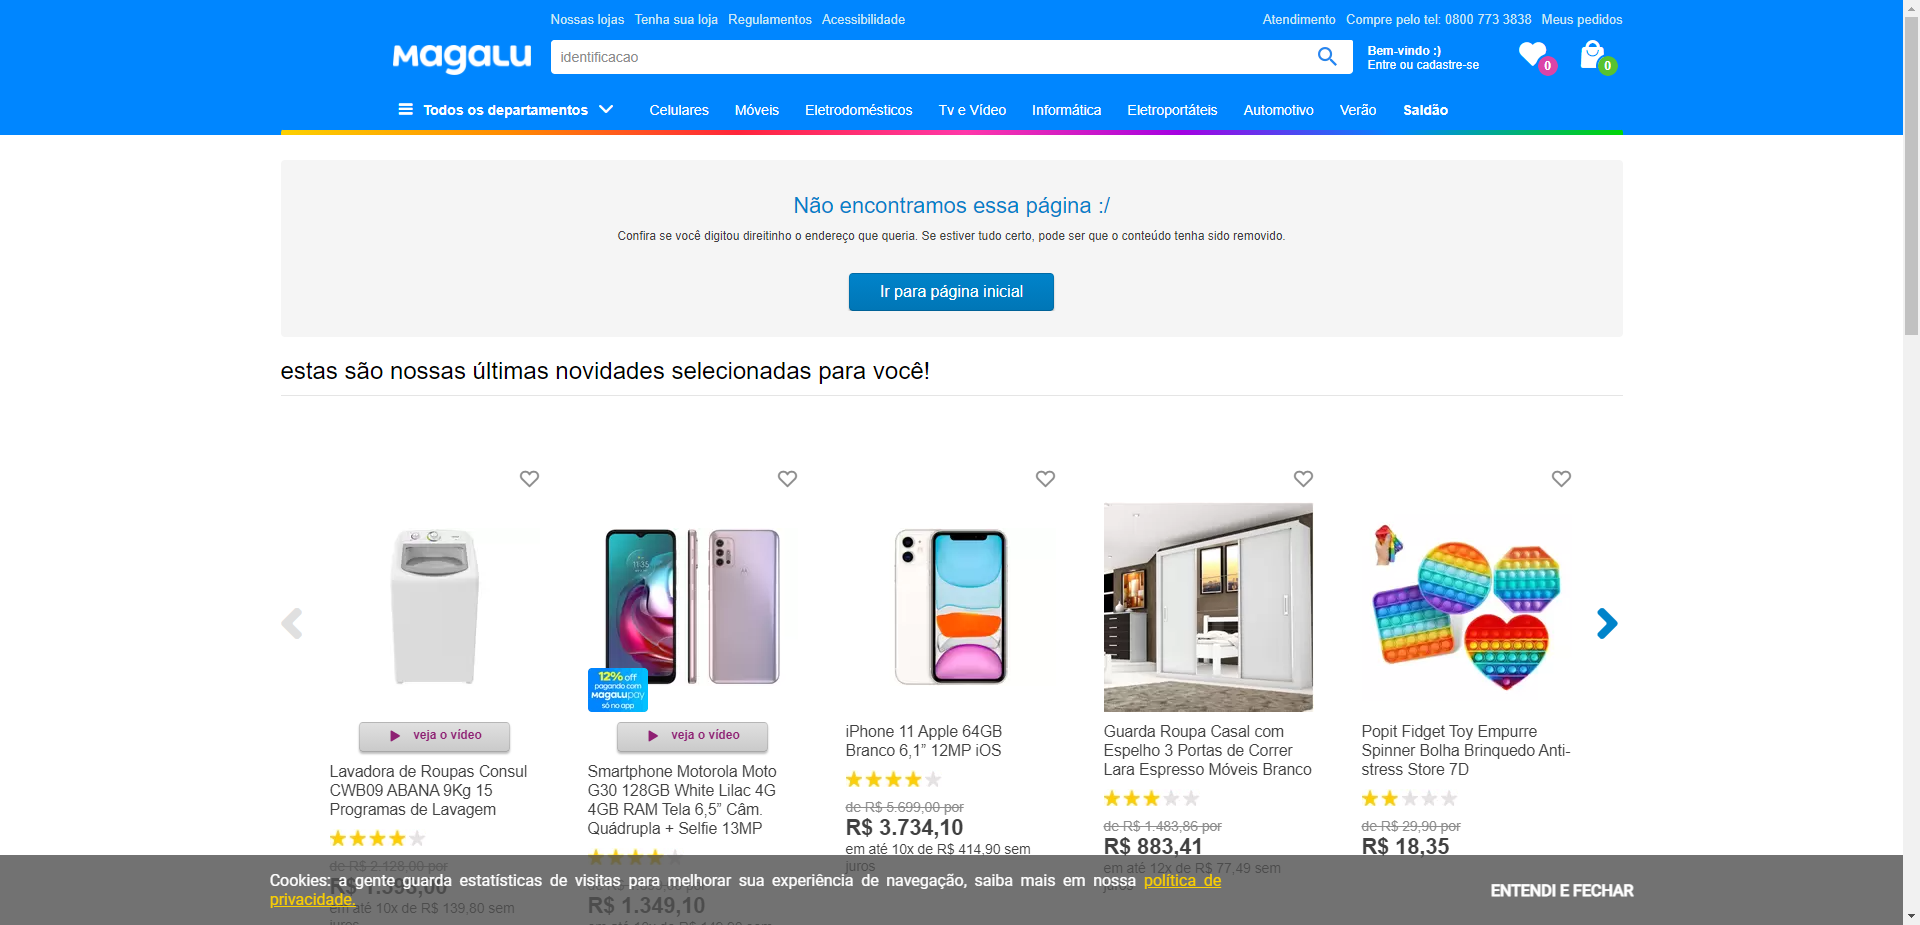 Nossas lojas Tenha sua loja Regulamentos Acessibilidade
Atendimento Compre pelo tel: 0800 773 3838 Meus pedidos
MagaLu
identificacao
Bem-vindo :)
Entre ou cadastre-se
0
0
Todos os departamentos
Celulares Móveis Eletrodomésticos Tv e Vídeo Informática Eletroportáteis Automotivo Verão Saldão
Não encontramos essa página :/
Confira se você digitou direitinho o endereço que queria. Se estiver tudo certo, pode ser que o conteúdo tenha sido removido.
Ir para página inicial
estas são nossas últimas novidades selecionadas para você!
veja o vídeo
Lavadora de Roupas Consul
CWB09 ABANA 9Kg 15
Programas de Lavagem
de R$ 2.128,00 por
em até 10x de R$ 139,80 sem
juros
11:35
12% off
pagando com
MagaLupay
só no app
veja o vídeo
Smartphone Motorola Moto
G30 128GB White Lilac 4G
4GB RAM Tela 6,5” Câm.
Quádrupla + Selfie 13MP
R$ 1.349,10
iPhone 11 Apple 64GB
Branco 6,1” 12MP iOS
de R$ 5.699,00 por
R$ 3.734,10
em até 10x de R$ 414,90 sem
juros
Guarda Roupa Casal com
Espelho 3 Portas de Correr
Lara Espresso Móveis Branco
de R$ 1.483,86 por
R$ 883,41
em até 12x de R$ 77,49 sem
juros
Popit Fidget Toy Empurre
Spinner Bolha Brinquedo Anti-
stress Store 7D
de R$ 29,90 por
R$ 18,35
Cookies: a gente guarda estatísticas de visitas para melhorar sua experiência de navegação, saiba mais em nossa política de
privacidade.
ENTENDI E FECHAR